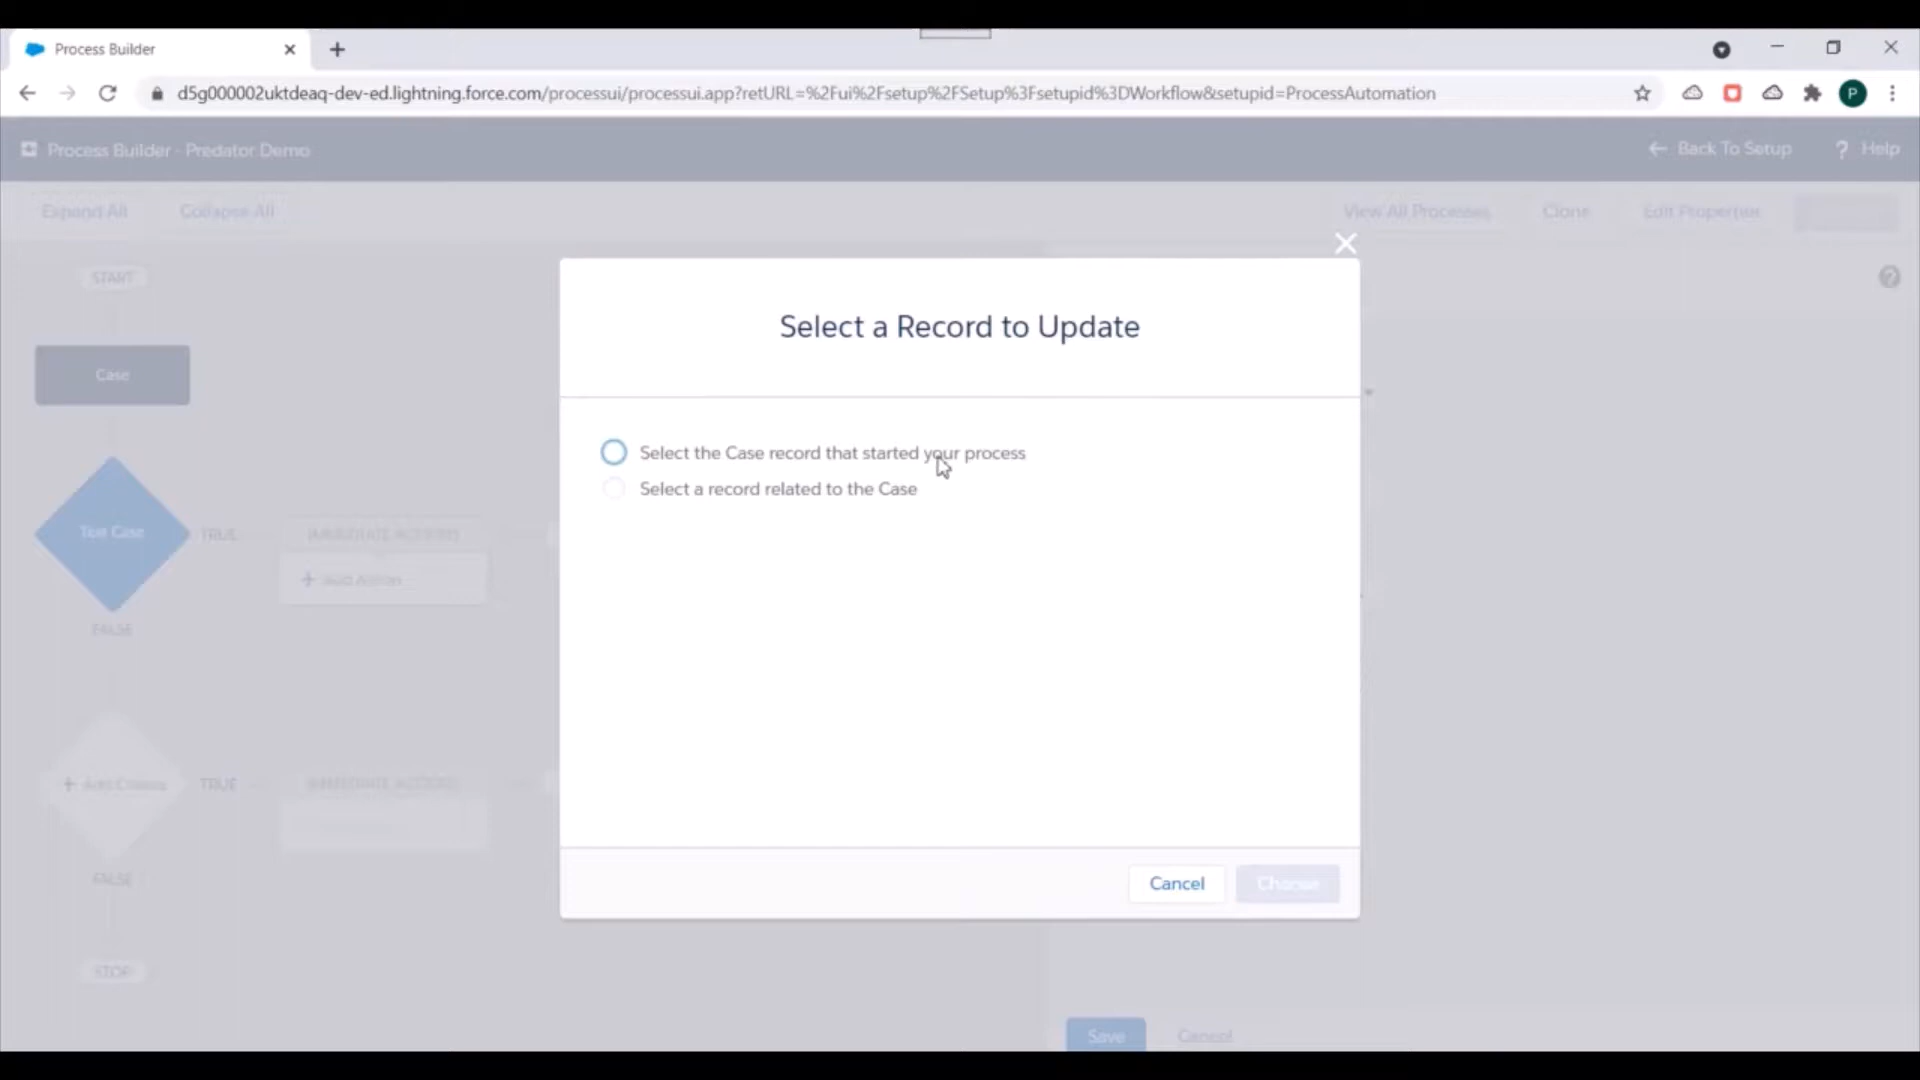 Process Builder
d5g000002uktdeaq-dev-ed.lightning.force.com/processui/processui.app?retURL=%2Fui%2Fsetup%2FSetup%3Fsetupid%3DWorkflow&setupid=ProcessAutomation
P
Process Builder - Predator Demo
Back To Setup
? Help
Expand All
Collapse All
View All Processes
Clone
Edit Properties
START
Select a Record to Update
Case
Select the Case record that started your process
Select a record related to the Case
Test Case
TRUE
IMMEDIATE ACTIONS
+ Add Action
FALSE
+ Add Criteria
TRUE
IMMEDIATE ACTIONS
FALSE
Cancel
Choose
STOP
Save
Cancel